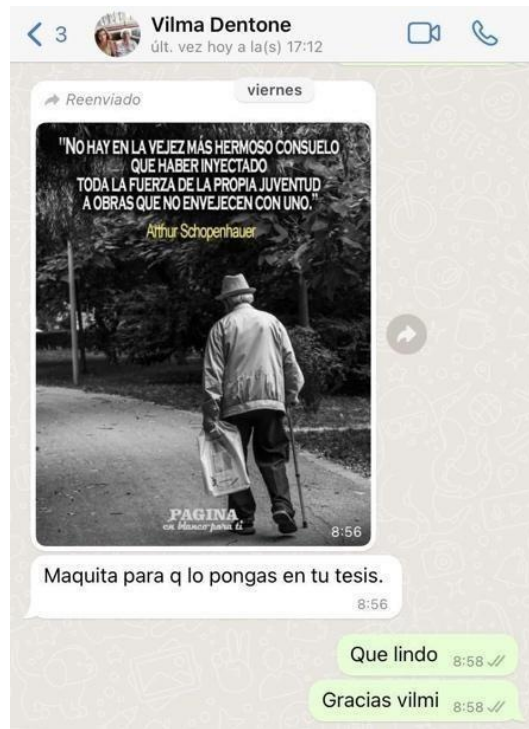 3
Vilma Dentone
últ. vez hoy a la(s) 17:12
viernes
Reenviado
"NO HAY EN LA VEJEZ MÁS HERMOSO CONSUELO
QUE HABER INYECTADO
TODA LA FUERZA DE LA PROPIA JUVENTUD
A OBRAS QUE NO ENVEJECEN CON UNO."
Arthur Schopenhauer
PAGINA
en blanco para ti
8:56
Maquita para q lo pongas en tu tesis.
8:56
Que lindo 8:58
Gracias vilmi 8:58